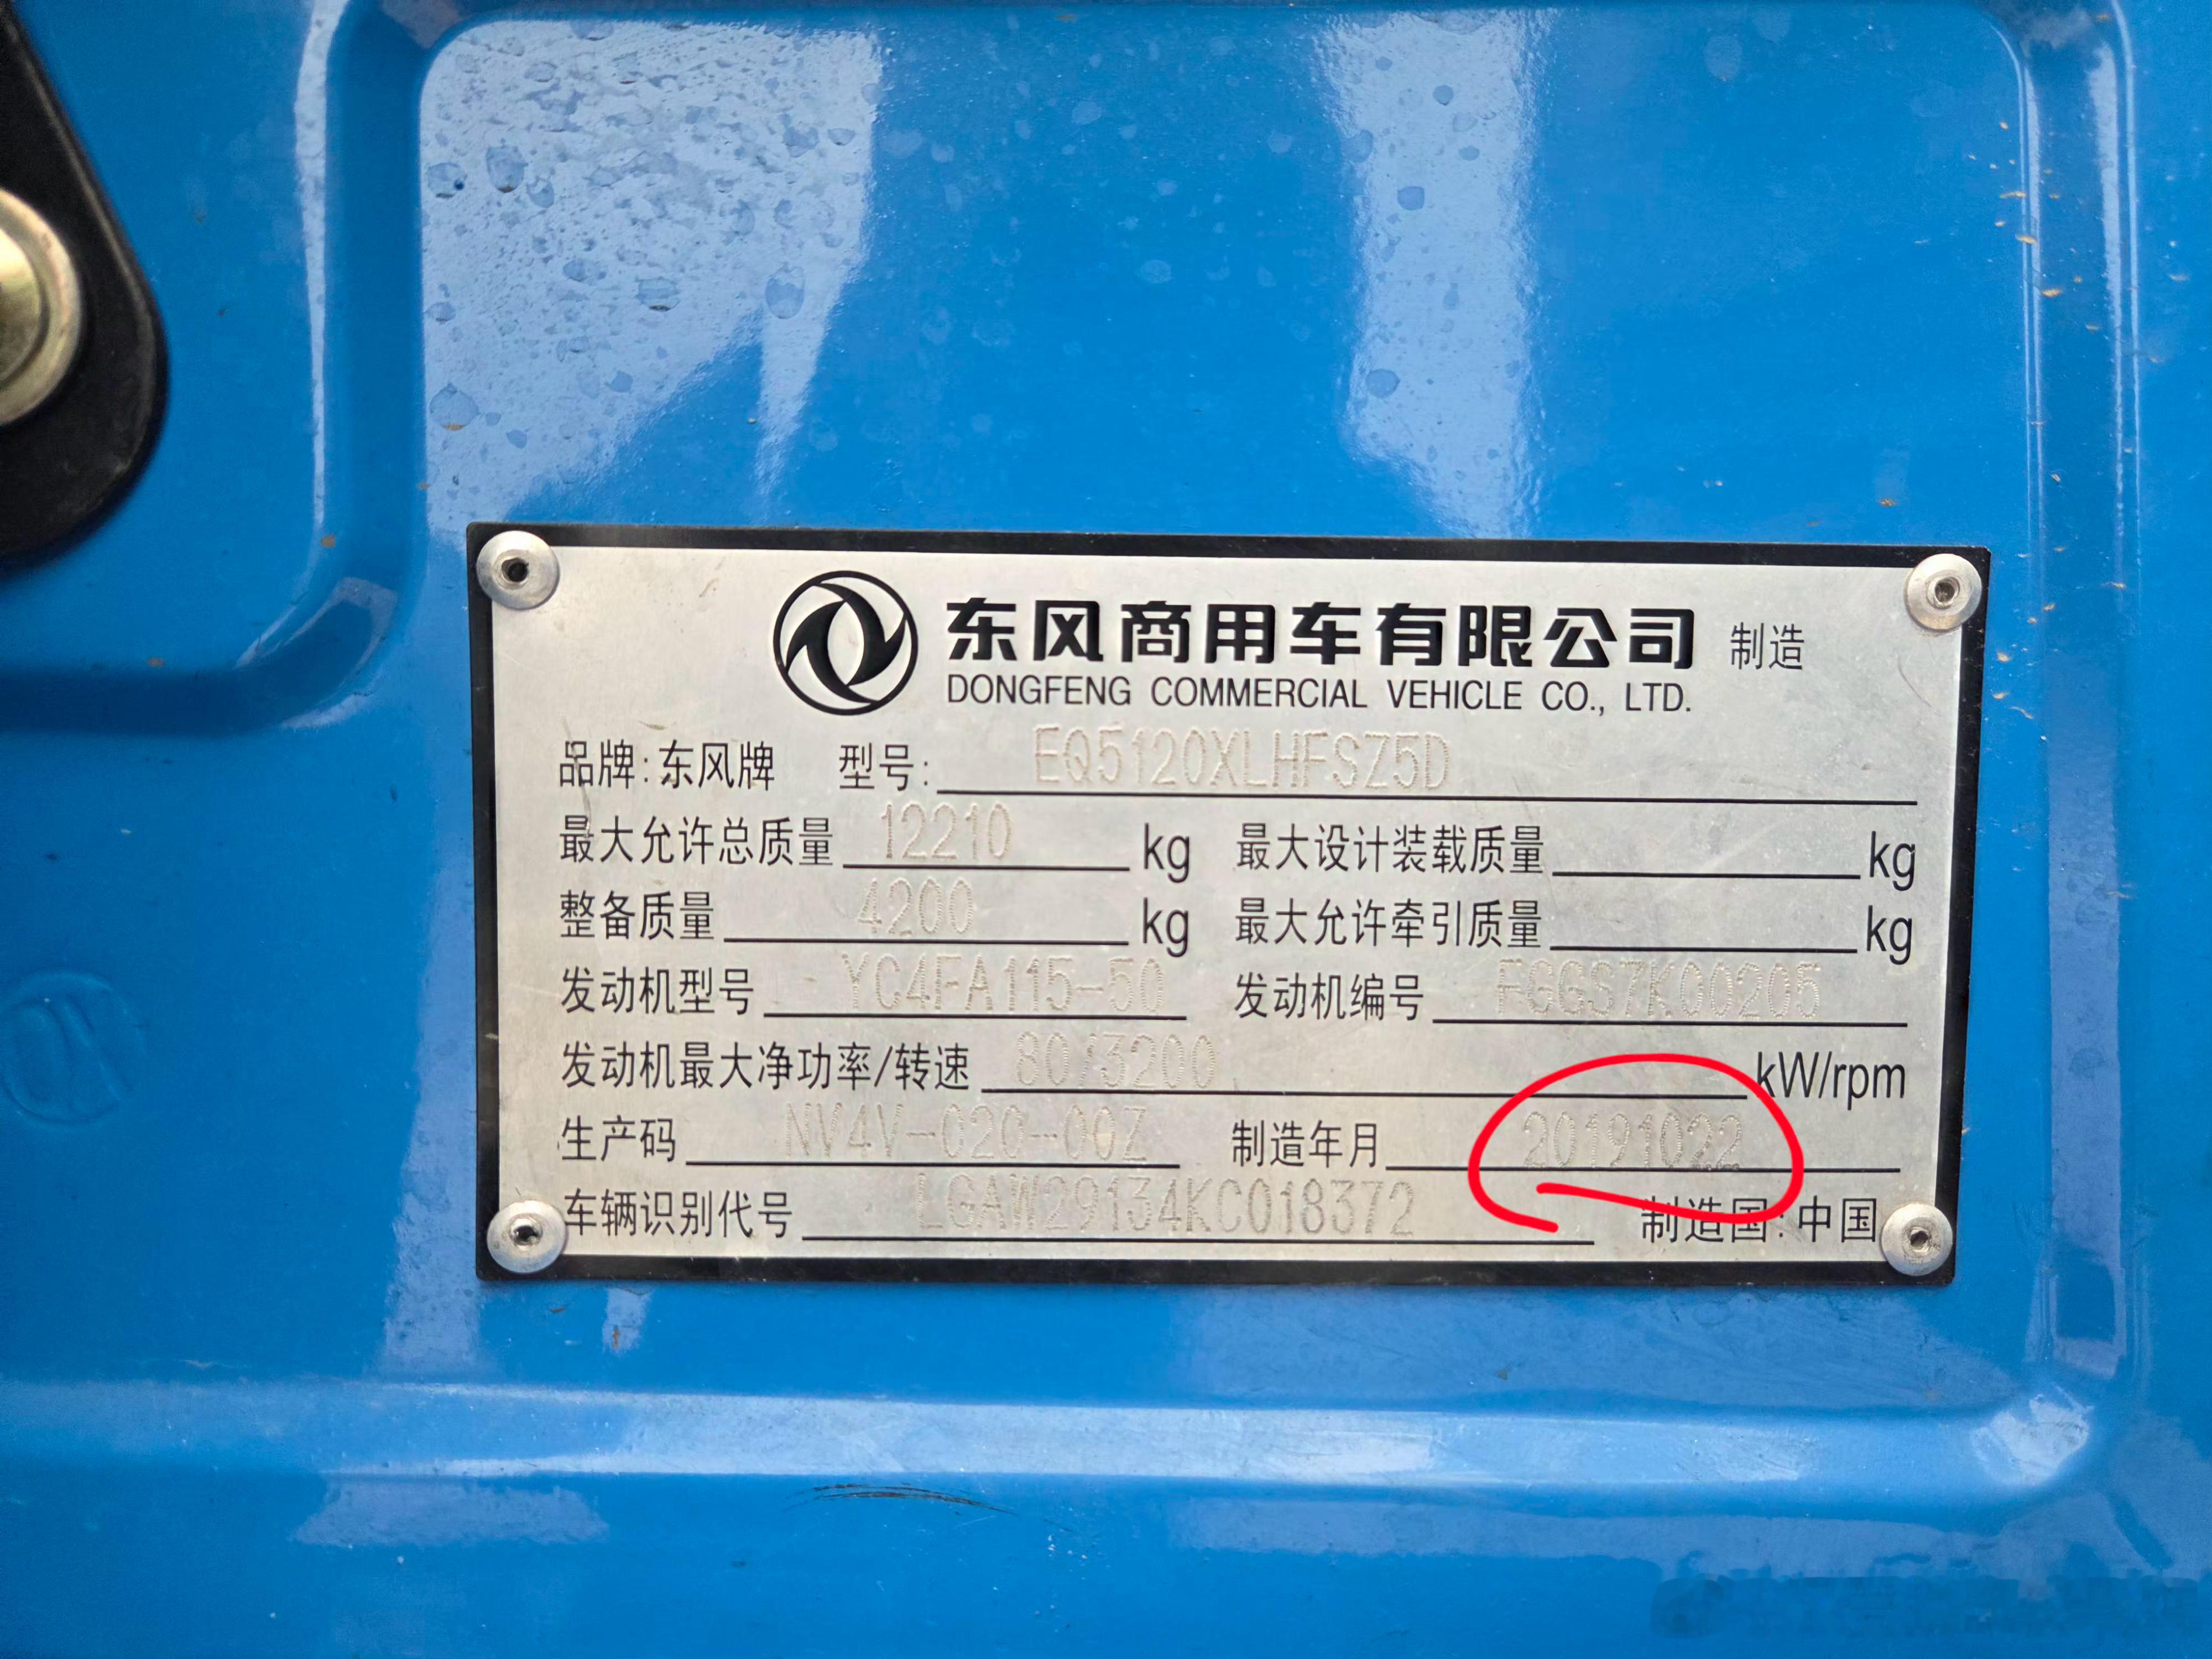 东风商用车有限公司 制造
DONGFENG COMMERCIAL VEHICLE CO., LTD.
品牌: 东风牌 型号: EQ5120XLHFSZ5D
最大允许总质量 12210 kg 最大设计装载质量 kg
整备质量 4200 kg 最大允许牵引质量 kg
发动机型号 YC4FA115-50 发动机编号 FGGS7K00205
发动机最大净功率/转速 80/3200 kW/rpm
生产码 NV4V-C2C-00Z 制造年月 20191022
车辆识别代号 LGAW29134KC018372 制造国: 中国